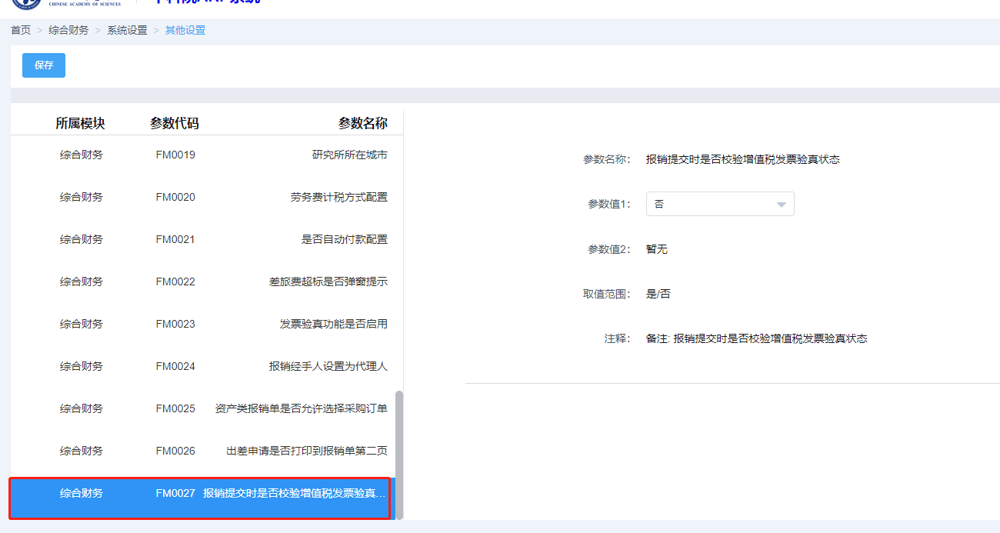 CHINESE ACADEMY OF SCIENCES
首页 > 综合财务 > 系统设置 > 其他设置
保存
所属模块 参数代码 参数名称
综合财务 FM0019 研究所所在城市
综合财务 FM0020 劳务费计税方式配置
综合财务 FM0021 是否自动付款配置
综合财务 FM0022 差旅费超标是否弹窗提示
综合财务 FM0023 发票验真功能是否启用
综合财务 FM0024 报销经手人设置为代理人
综合财务 FM0025 资产类报销单是否允许选择采购订单
综合财务 FM0026 出差申请是否打印到报销单第二页
综合财务 FM0027 报销提交时是否校验增值税发票验真...
参数名称： 报销提交时是否校验增值税发票验真状态
参数值1： 否
参数值2： 暂无
取值范围： 是/否
注释： 备注: 报销提交时是否校验增值税发票验真状态